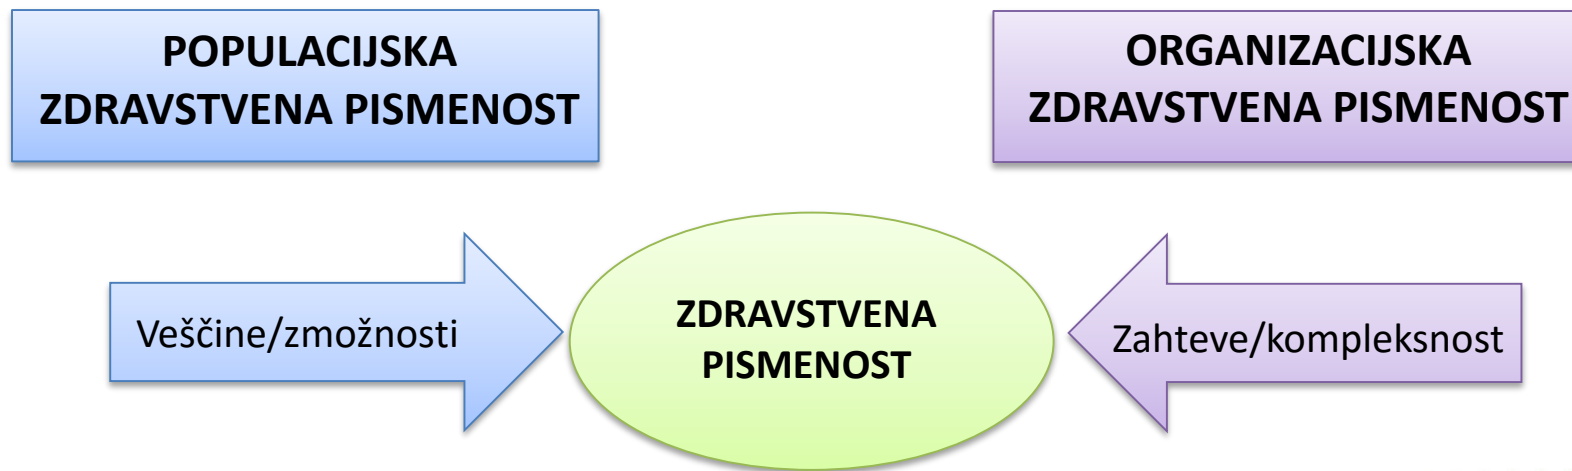 POPULACIJSKA
ZDRAVSTVENA PISMENOST
ORGANIZACIJSKA
ZDRAVSTVENA PISMENOST
Veščine/zmožnosti
ZDRAVSTVENA
PISMENOST
Zahteve/kompleksnost